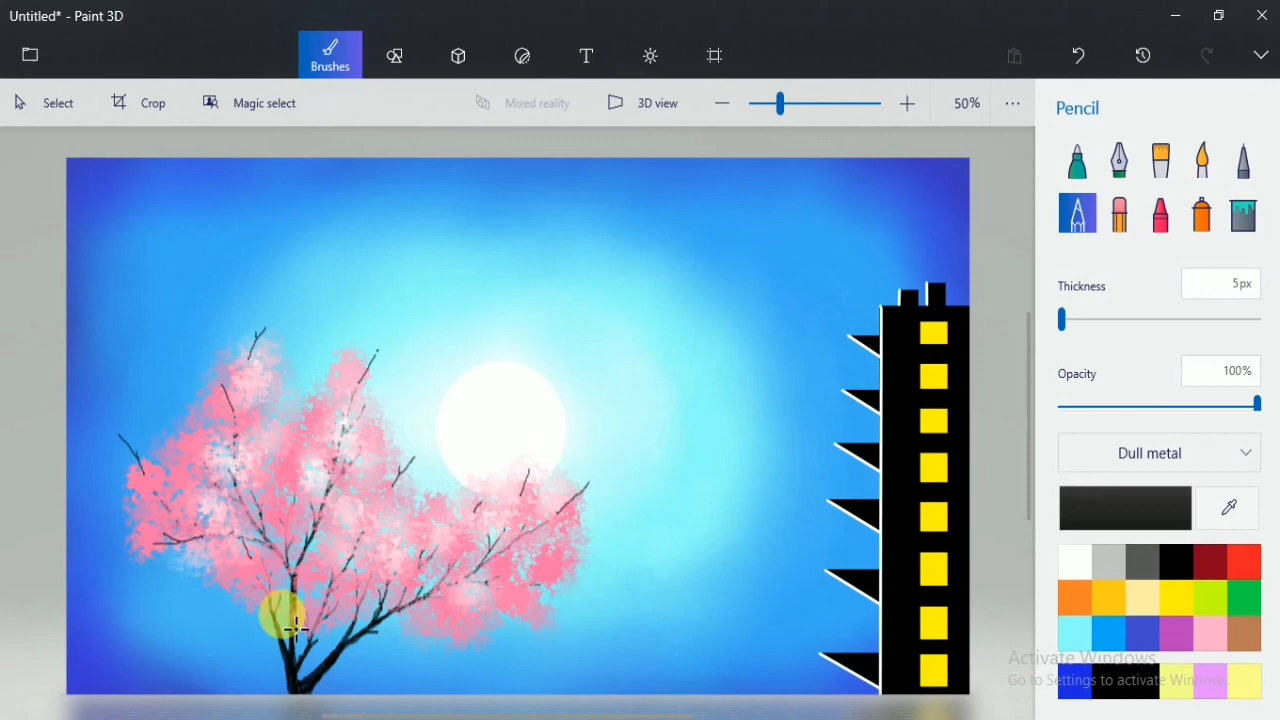 Untitled* - Paint 3D
Brushes
Select
Crop
Magic select
Mixed reality
3D view
50%
Pencil
Thickness
5px
Opacity
100%
Dull metal
Activate Windows
Go to Settings to activate Windows.